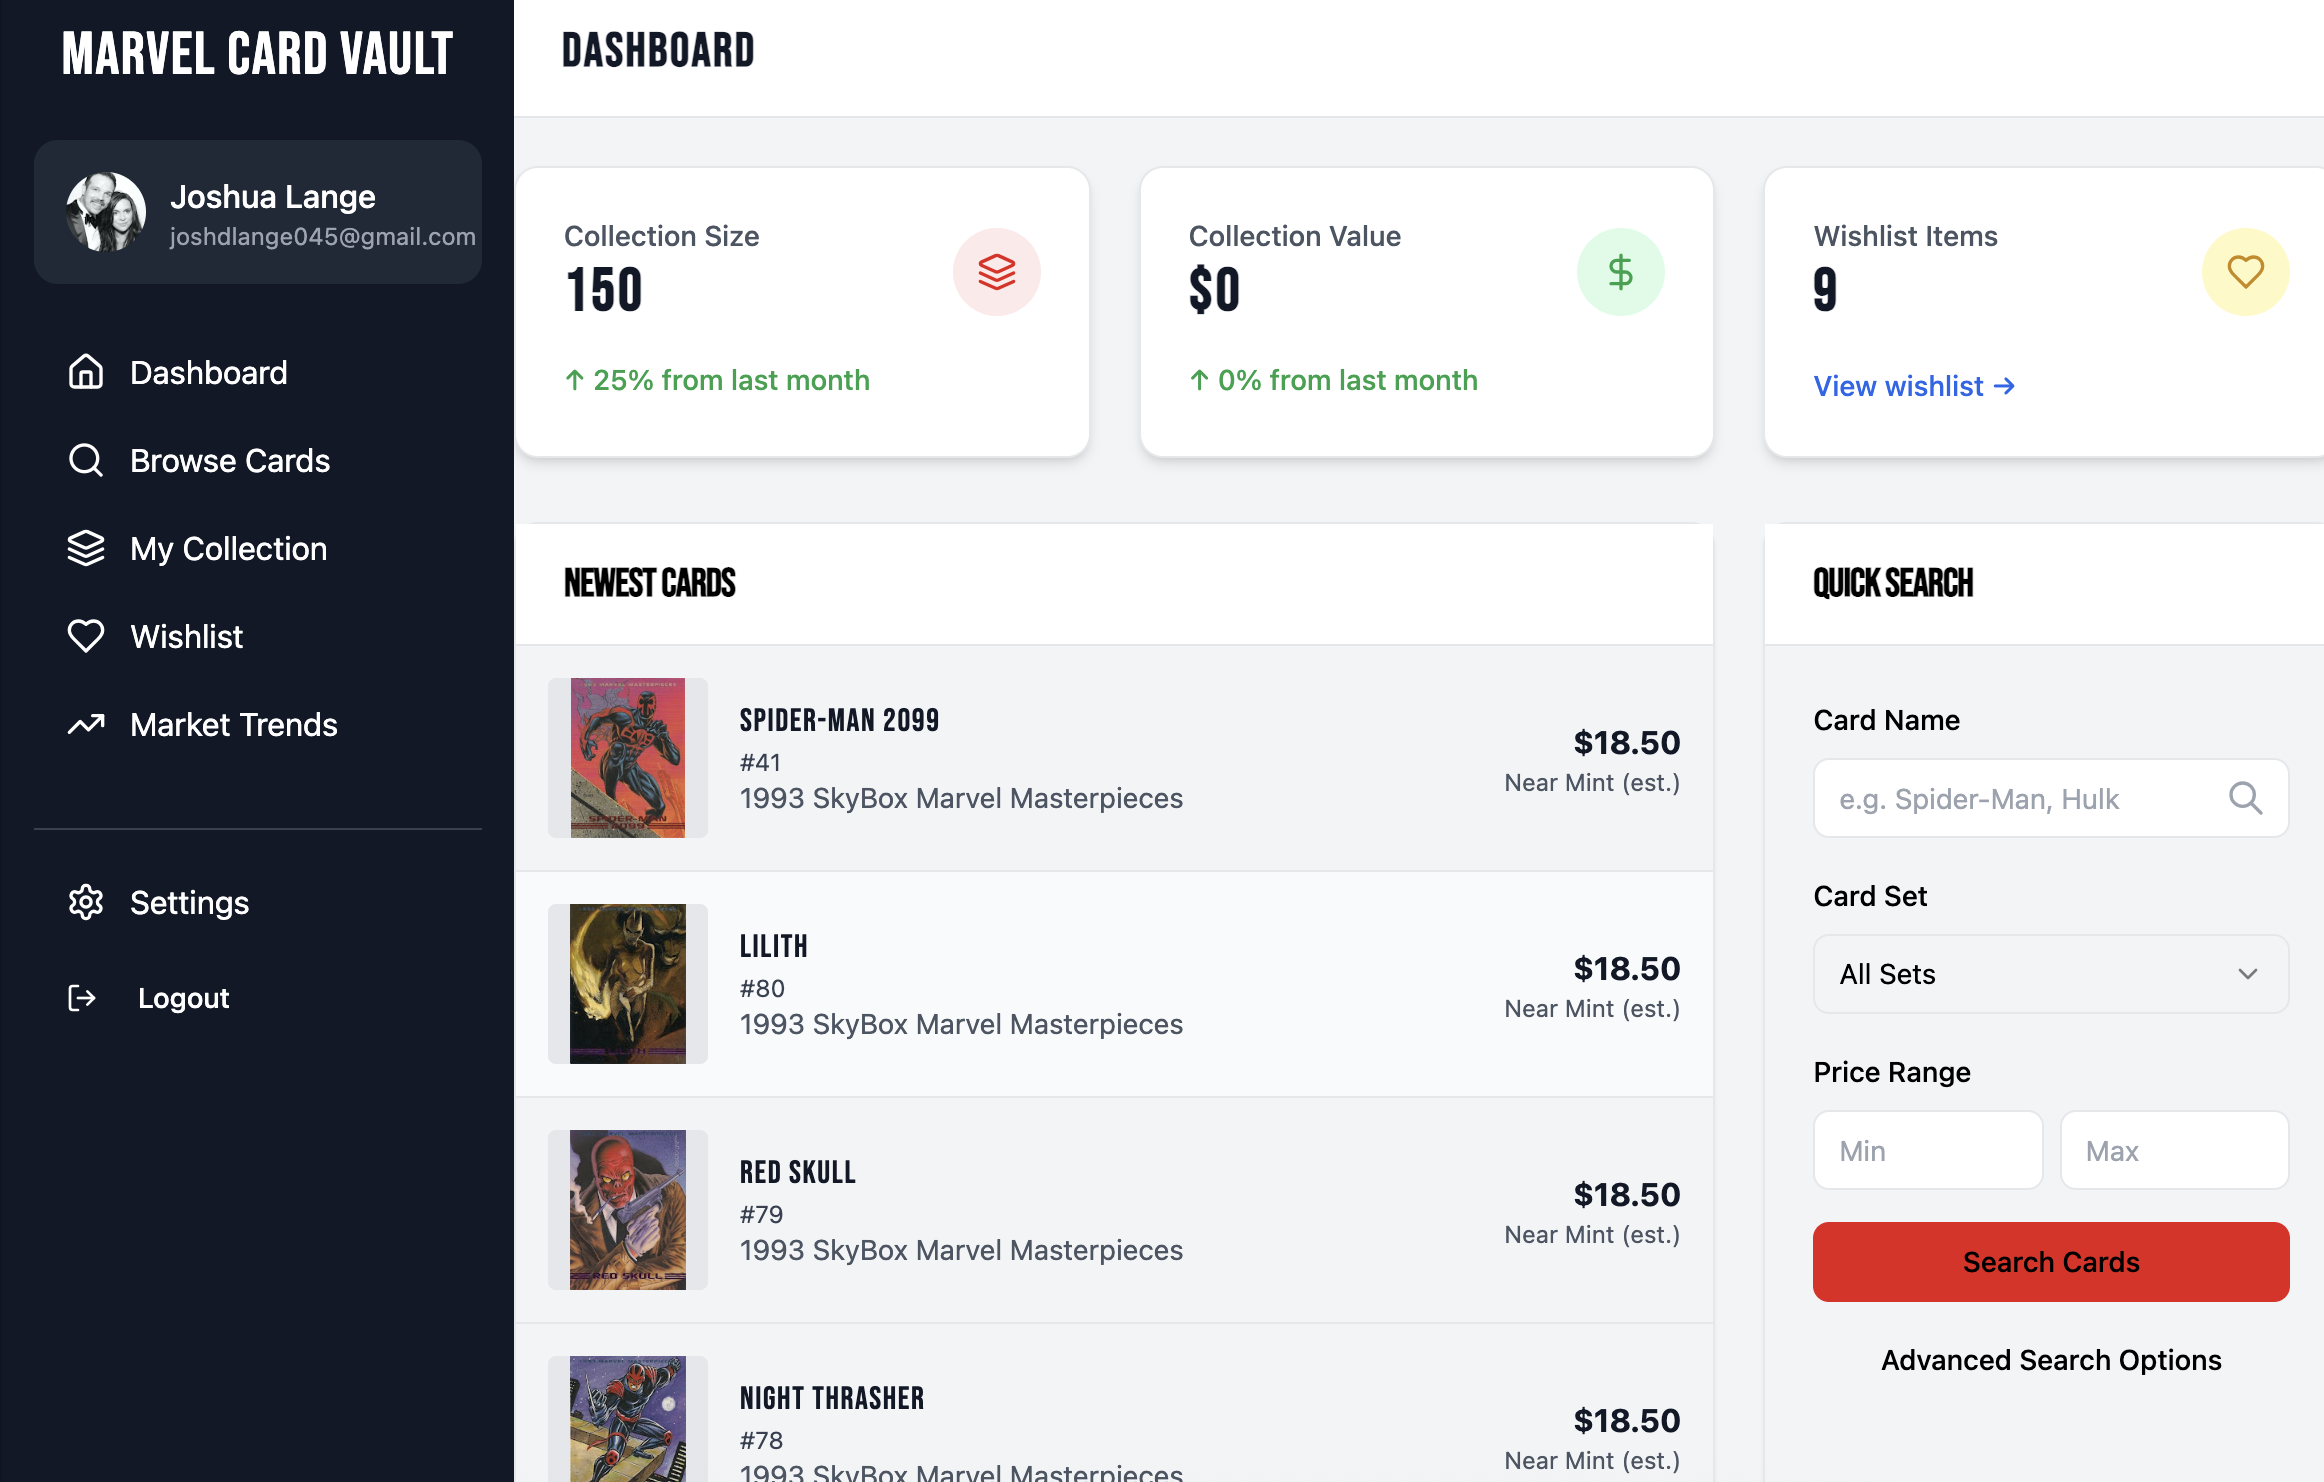 MARVEL CARD VAULT
Joshua Lange
joshdlange045@gmail.com
Dashboard
Browse Cards
My Collection
Wishlist
Market Trends
Settings
Logout
DASHBOARD
Collection Size
150
↑ 25% from last month
Collection Value
$0
↑ 0% from last month
Wishlist Items
9
View wishlist →
NEWEST CARDS
SPIDER-MAN 2099
#41
1993 SkyBox Marvel Masterpieces
$18.50
Near Mint (est.)
LILITH
#80
1993 SkyBox Marvel Masterpieces
$18.50
Near Mint (est.)
RED SKULL
RED SKULL
#79
1993 SkyBox Marvel Masterpieces
$18.50
Near Mint (est.)
NIGHT THRASHER
#78
1993 SkyBox Marvel Masterpieces
$18.50
Near Mint (est.)
QUICK SEARCH
Card Name
e.g. Spider-Man, Hulk
Card Set
All Sets
Price Range
Min
Max
Search Cards
Advanced Search Options